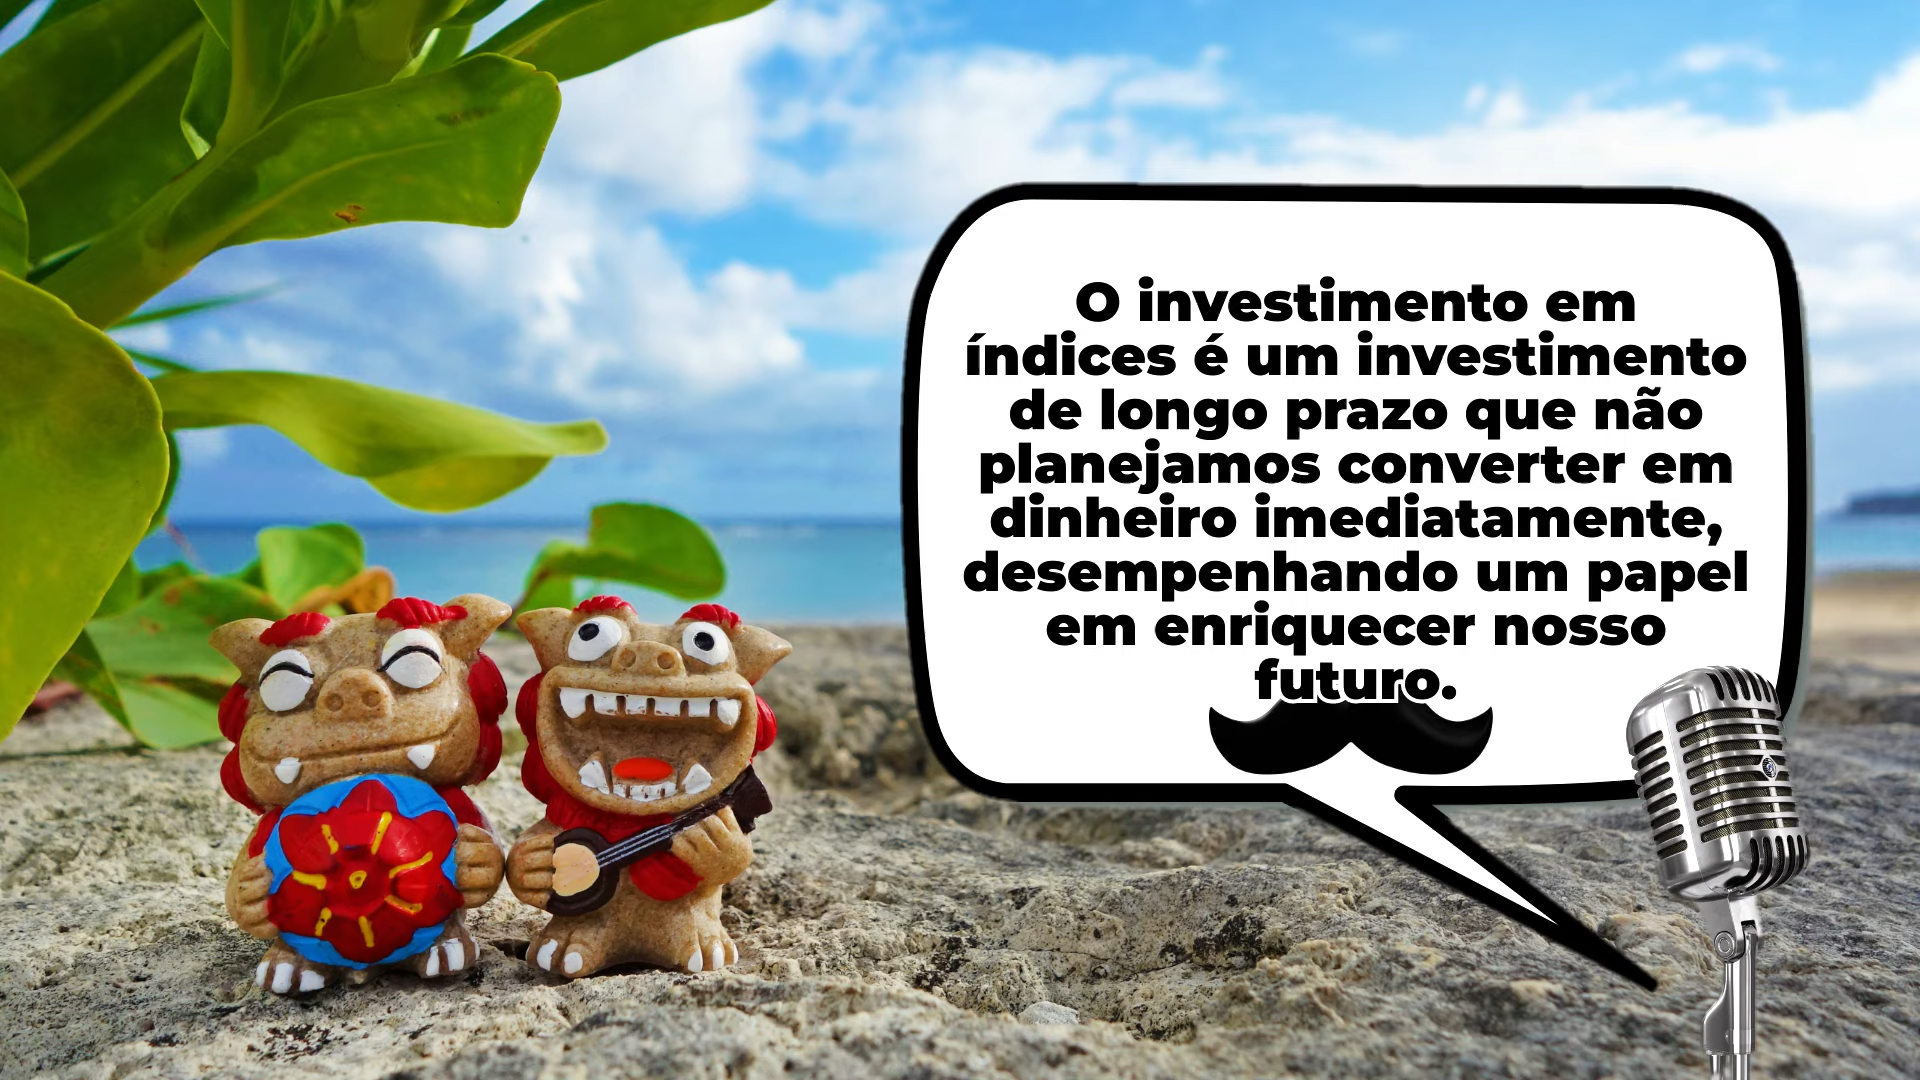 O investimento em
índices é um investimento
de longo prazo que não
planejamos converter em
dinheiro imediatamente,
desempenhando um papel
em enriquecer nosso
futuro.